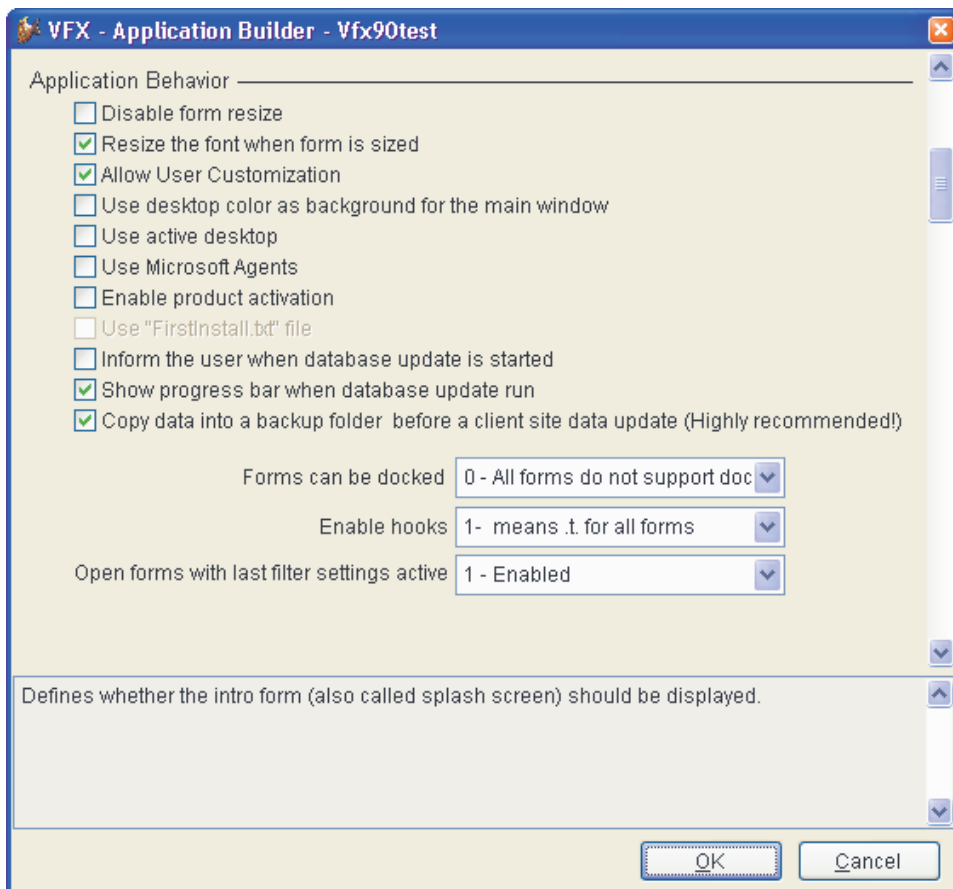 VFX - Application Builder - Vfx90test
Application Behavior
Disable form resize
Resize the font when form is sized
Allow User Customization
Use desktop color as background for the main window
Use active desktop
Use Microsoft Agents
Enable product activation
Use "FirstInstall.txt" file
Inform the user when database update is started
Show progress bar when database update run
Copy data into a backup folder before a client site data update (Highly recommended!)
Forms can be docked 0 - All forms do not support doc
Enable hooks 1- means .t. for all forms
Open forms with last filter settings active 1 - Enabled
Defines whether the intro form (also called splash screen) should be displayed.
OK Cancel